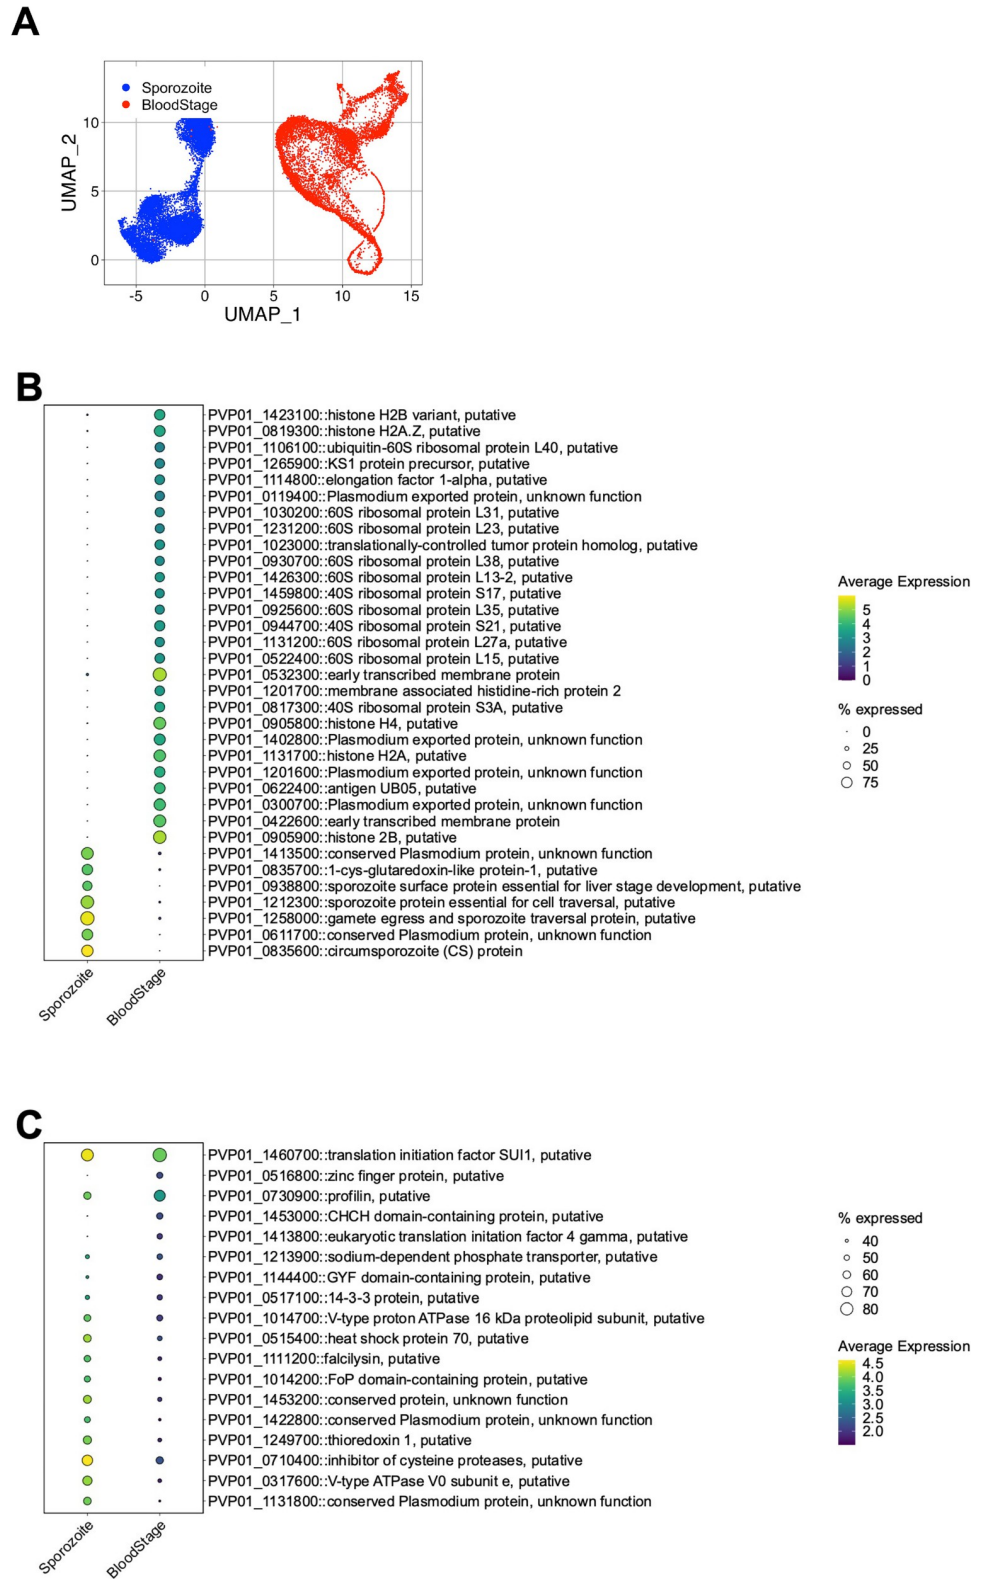 A
Sporozoite
BloodStage
10
5
0
UMAP_2
-5
0
5
10
15
UMAP_1
B
PVP01_1423100::histone H2B variant, putative
PVP01_0819300::histone H2A.Z, putative
PVP01_1106100::ubiquitin-60S ribosomal protein L40, putative
PVP01_1265900::KS1 protein precursor, putative
PVP01_1114800::elongation factor 1-alpha, putative
PVP01_0119400::Plasmodium exported protein, unknown function
PVP01_1030200::60S ribosomal protein L31, putative
PVP01_1231200::60S ribosomal protein L23, putative
PVP01_1023000::translationally-controlled tumor protein homolog, putative
PVP01_0930700::60S ribosomal protein L38, putative
PVP01_1426300::60S ribosomal protein L13-2, putative
PVP01_1459800::40S ribosomal protein S17, putative
PVP01_0925600::60S ribosomal protein L35, putative
PVP01_0944700::40S ribosomal protein S21, putative
PVP01_1131200::60S ribosomal protein L27a, putative
PVP01_0522400::60S ribosomal protein L15, putative
PVP01_0532300::early transcribed membrane protein
PVP01_1201700::membrane associated histidine-rich protein 2
PVP01_0817300::40S ribosomal protein S3A, putative
PVP01_0905800::histone H4, putative
PVP01_1402800::Plasmodium exported protein, unknown function
PVP01_1131700::histone H2A, putative
PVP01_1201600::Plasmodium exported protein, unknown function
PVP01_0622400::antigen UB05, putative
PVP01_0300700::Plasmodium exported protein, unknown function
PVP01_0422600::early transcribed membrane protein
PVP01_0905900::histone 2B, putative
PVP01_1413500::conserved Plasmodium protein, unknown function
PVP01_0835700::1-cys-glutaredoxin-like protein-1, putative
PVP01_0938800::sporozoite surface protein essential for liver stage development, putative
PVP01_1212300::sporozoite protein essential for cell traversal, putative
PVP01_1258000::gamete egress and sporozoite traversal protein, putative
PVP01_0611700::conserved Plasmodium protein, unknown function
PVP01_0835600::circumsporozoite (CS) protein
Sporozoite
BloodStage
Average Expression
5
4
3
2
1
0
% expressed
0
25
50
75
C
PVP01_1460700::translation initiation factor SUI1, putative
PVP01_0516800::zinc finger protein, putative
PVP01_0730900::profilin, putative
PVP01_1453000::CHCH domain-containing protein, putative
PVP01_1413800::eukaryotic translation initation factor 4 gamma, putative
PVP01_1213900::sodium-dependent phosphate transporter, putative
PVP01_1144400::GYF domain-containing protein, putative
PVP01_0517100::14-3-3 protein, putative
PVP01_1014700::V-type proton ATPase 16 kDa proteolipid subunit, putative
PVP01_0515400::heat shock protein 70, putative
PVP01_1111200::falcilysin, putative
PVP01_1014200::FoP domain-containing protein, putative
PVP01_1453200::conserved protein, unknown function
PVP01_1422800::conserved Plasmodium protein, unknown function
PVP01_1249700::thioredoxin 1, putative
PVP01_0710400::inhibitor of cysteine proteases, putative
PVP01_0317600::V-type ATPase V0 subunit e, putative
PVP01_1131800::conserved Plasmodium protein, unknown function
Sporozoite
BloodStage
% expressed
40
50
60
70
80
Average Expression
4.5
4.0
3.5
3.0
2.5
2.0